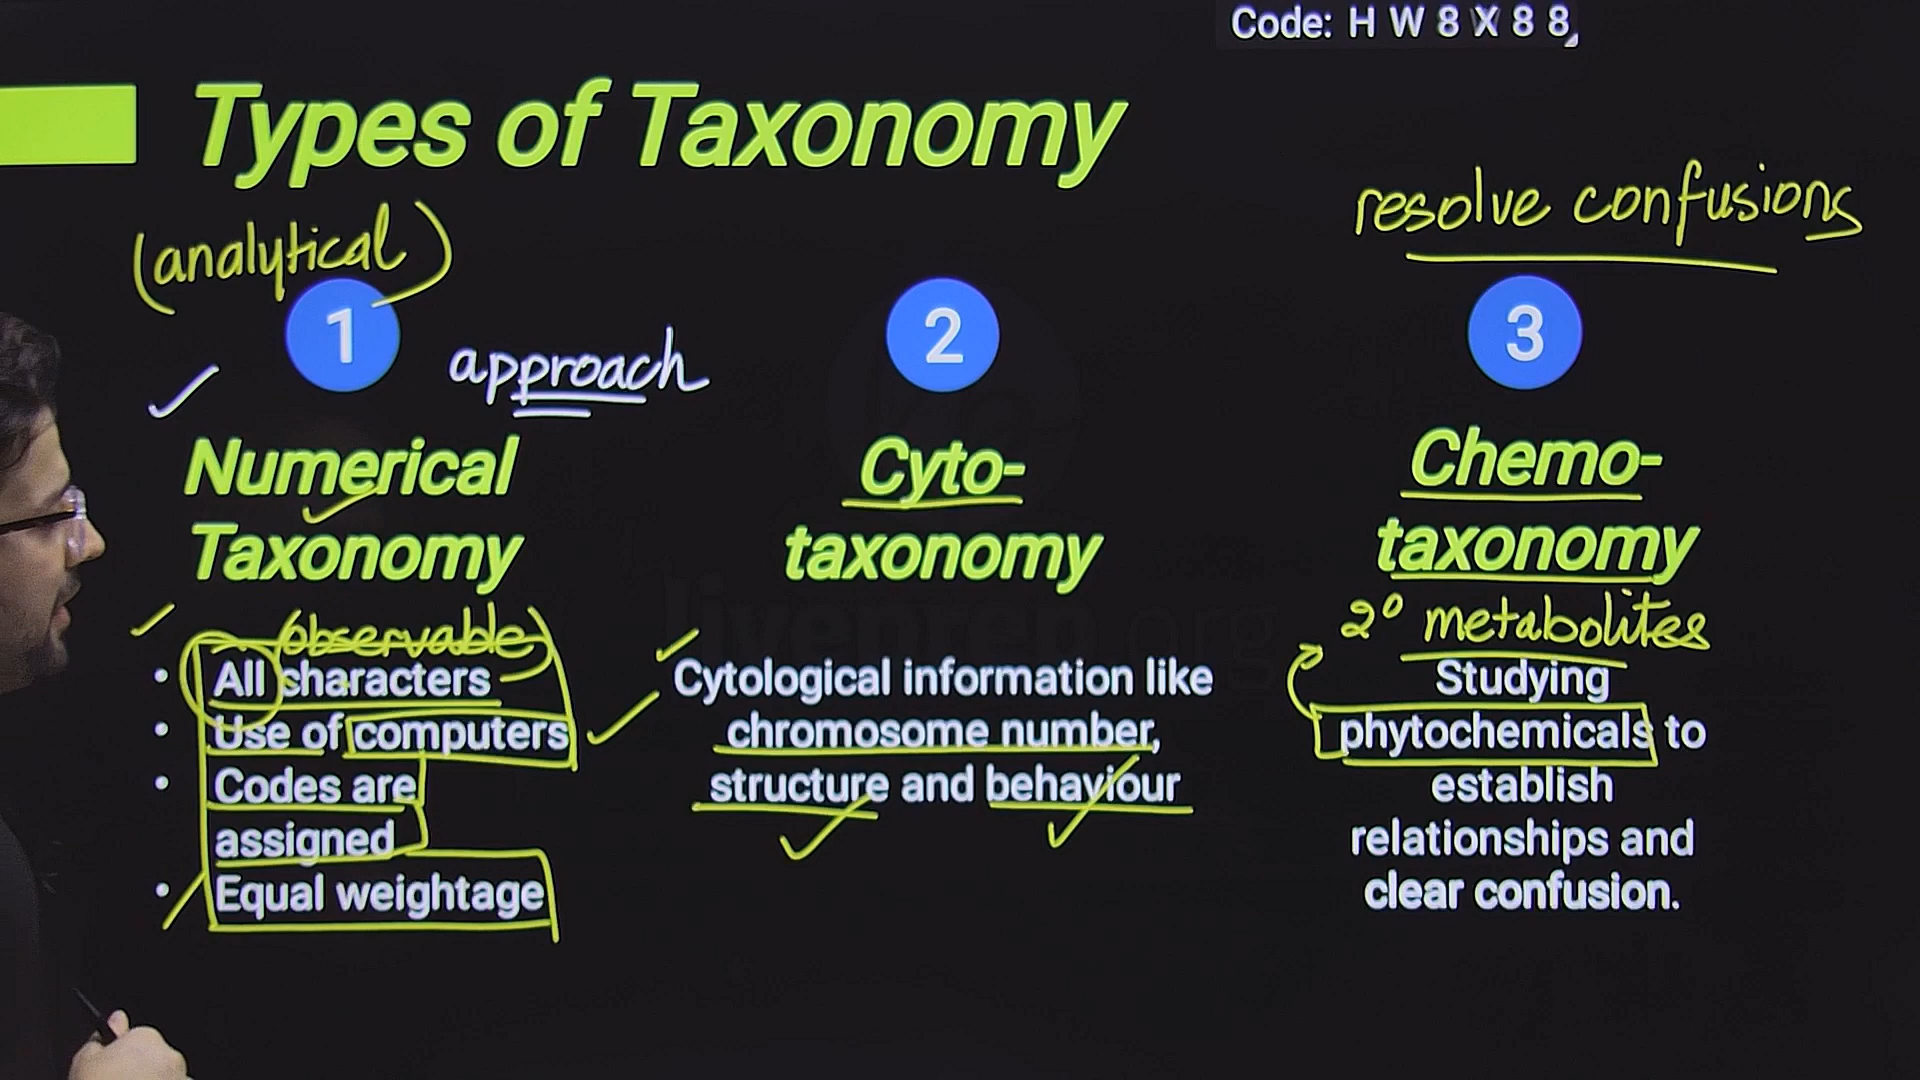 Code: H W 8 X 8 8
Types of Taxonomy
(analytical)
resolve confusions
1
approach
Numerical
Taxonomy
(observable)
• All characters
• Use of computers
• Codes are
assigned
• Equal weightage
2
Cyto-
taxonomy
Cytological information like
chromosome number,
structure and behaviour
3
Chemo-
taxonomy
2° metabolites
Studying
phytochemicals to
establish
relationships and
clear confusion.
liveprep.org